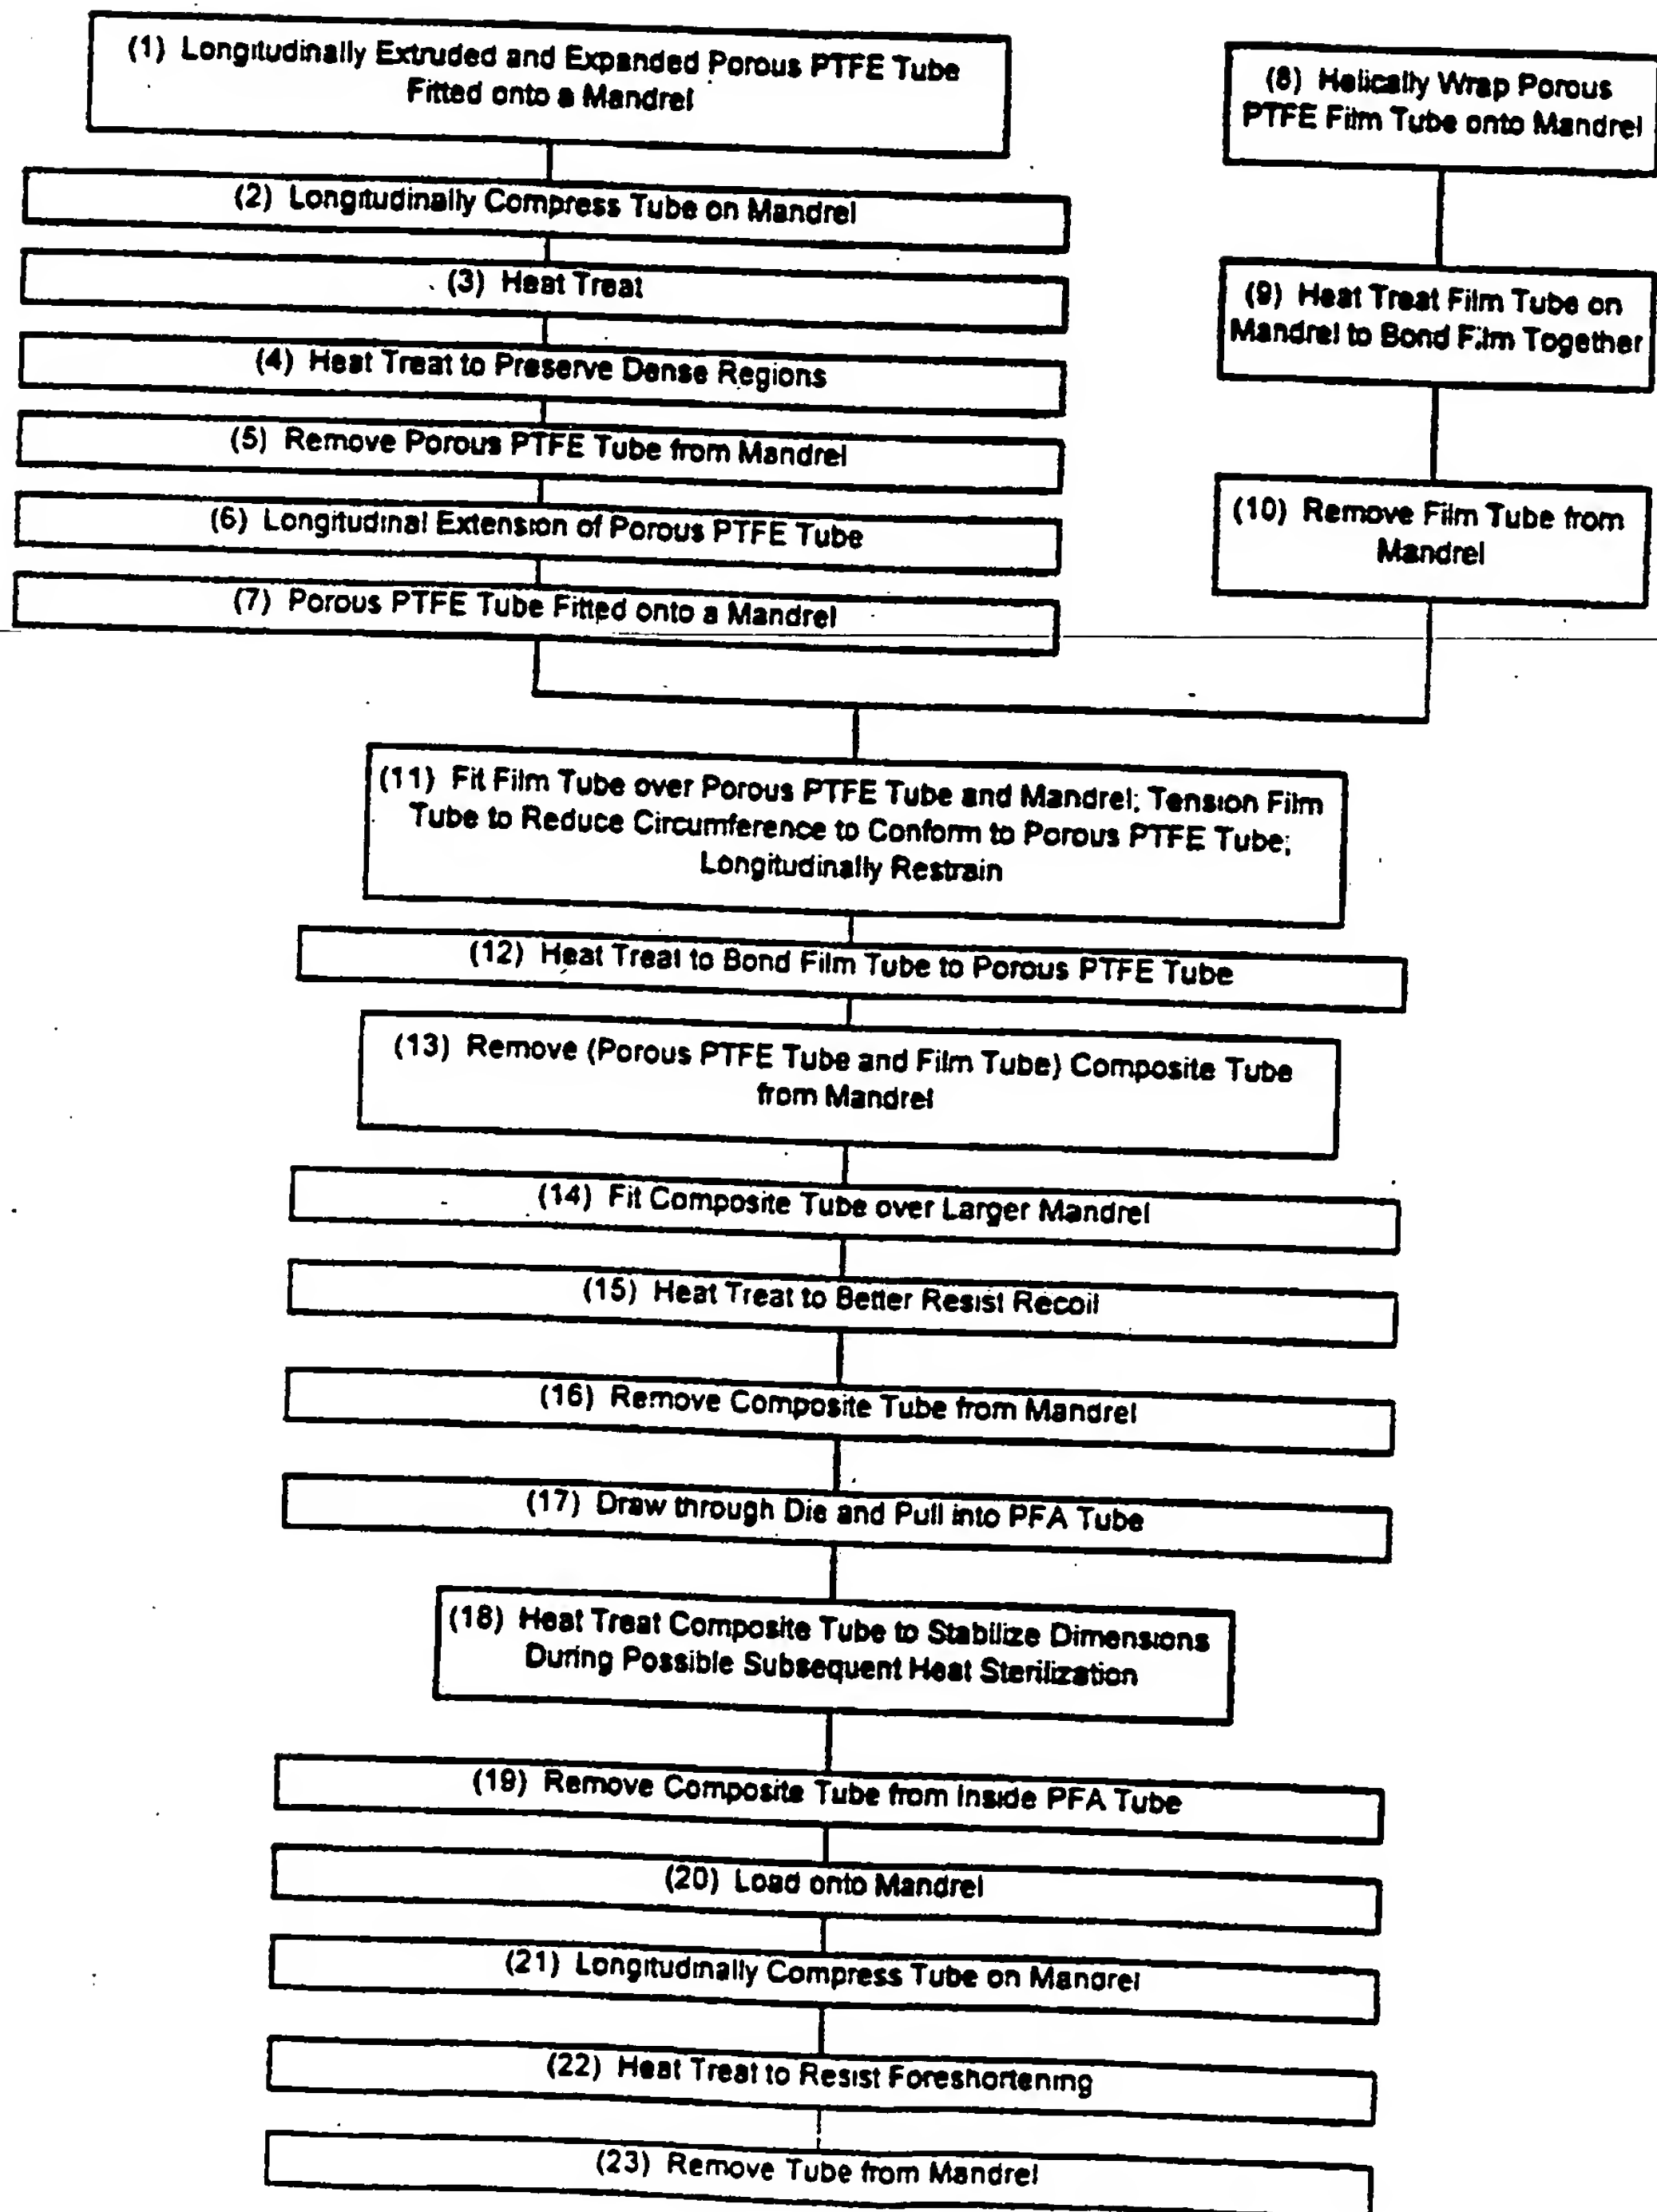 (1) Longitudinally Extruded and Expanded Porous PTFE Tube
Fitted onto a Mandrel
(2) Longitudinally Compress Tube on Mandrel
(3) Heat Treat
(4) Heat Treat to Preserve Dense Regions
(5) Remove Porous PTFE Tube from Mandrel
(6) Longitudinal Extension of Porous PTFE Tube
(7) Porous PTFE Tube Fitted onto a Mandrel
(8) Helically Wrap Porous
PTFE Film Tube onto Mandrel
(9) Heat Treat Film Tube on
Mandrel to Bond Film Together
(10) Remove Film Tube from
Mandrel
(11) Fit Film Tube over Porous PTFE Tube and Mandrel; Tension Film
Tube to Reduce Circumference to Conform to Porous PTFE Tube;
Longitudinally Restrain
(12) Heat Treat to Bond Film Tube to Porous PTFE Tube
(13) Remove (Porous PTFE Tube and Film Tube) Composite Tube
from Mandrel
(14) Fit Composite Tube over Larger Mandrel
(15) Heat Treat to Better Resist Recoil
(16) Remove Composite Tube from Mandrel
(17) Draw through Die and Pull into PFA Tube
(18) Heat Treat Composite Tube to Stabilize Dimensions
During Possible Subsequent Heat Sterilization
(19) Remove Composite Tube from Inside PFA Tube
(20) Load onto Mandrel
(21) Longitudinally Compress Tube on Mandrel
(22) Heat Treat to Resist Foreshortening
(23) Remove Tube from Mandrel